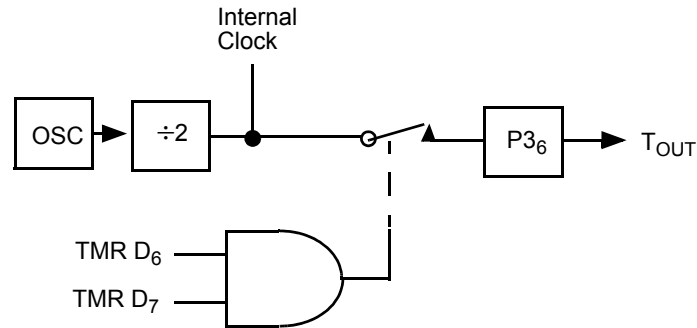 Internal
Clock
OSC
÷2
P3₆
T_OUT
TMR D₆
TMR D₇